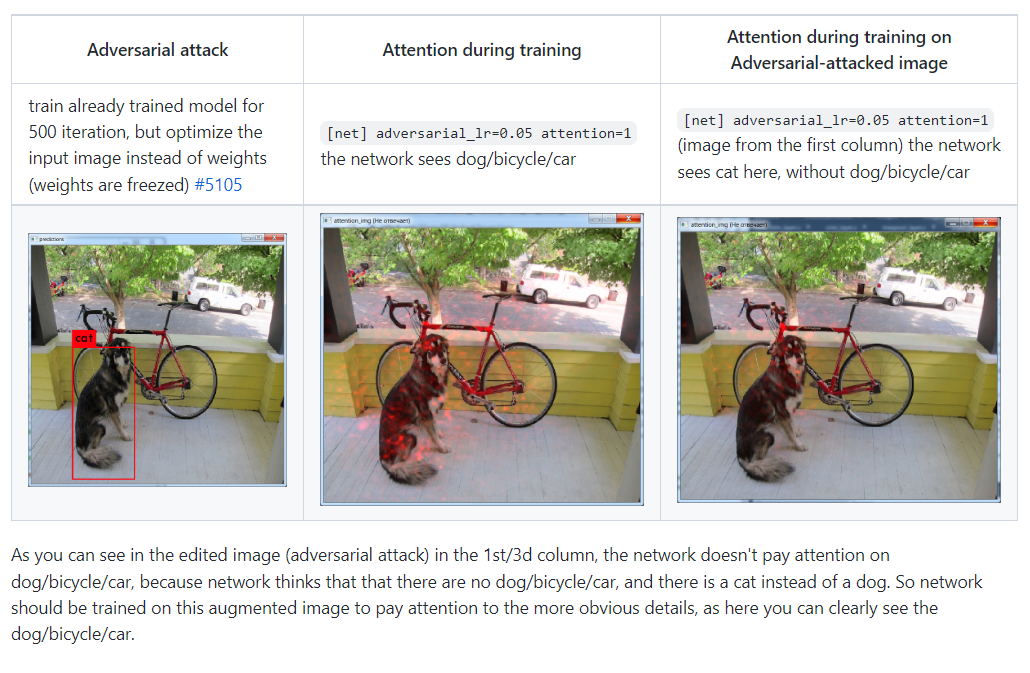 Adversarial attack
Attention during training
Attention during training on
Adversarial-attacked image
train already trained model for
500 iteration, but optimize the
input image instead of weights
(weights are freezed) #5105
[net] adversarial_lr=0.05 attention=1
the network sees dog/bicycle/car
[net] adversarial_lr=0.05 attention=1
(image from the first column) the network
sees cat here, without dog/bicycle/car
predictions
cat
attention_img (Не отвечает)
attention_img (Не отвечает)
As you can see in the edited image (adversarial attack) in the 1st/3d column, the network doesn't pay attention on
dog/bicycle/car, because network thinks that that there are no dog/bicycle/car, and there is a cat instead of a dog. So network
should be trained on this augmented image to pay attention to the more obvious details, as here you can clearly see the
dog/bicycle/car.